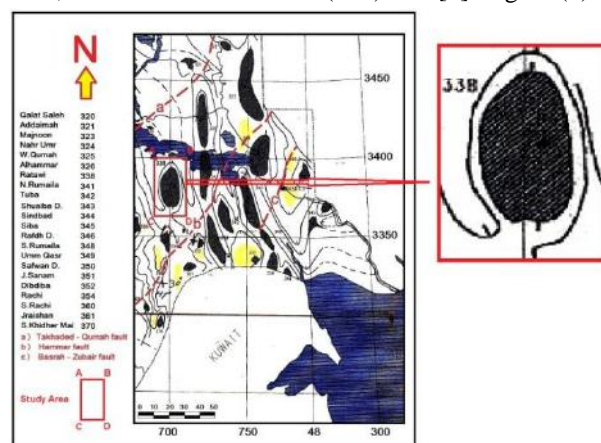 N
Qalat Saleh 320
Addaimah 321
Majnoon 323
Nahr Umr 324
W.Qurnah 325
Alhammar 326
Ratawi 338
N.Rumaila 341
Tuba 342
Shuaiba D. 343
Sindbad 344
Siba 345
Rafdh D. 346
S.Rumaila 348
Umm Qasr 349
Safwan D. 350
J.Sanam 351
Dibdiba 352
Rachi 354
S.Rachi 360
Jraishan 361
S.Khidher Mai 370
a) Takhaded - Qurnah fault
b) Hammar fault
c) Basrah - Zubair fault
Study Area
A B
C D
a
b
c
3450
3400
3350
338
KUWAIT
0 10 20 30 40 50
700 750 48 300
338